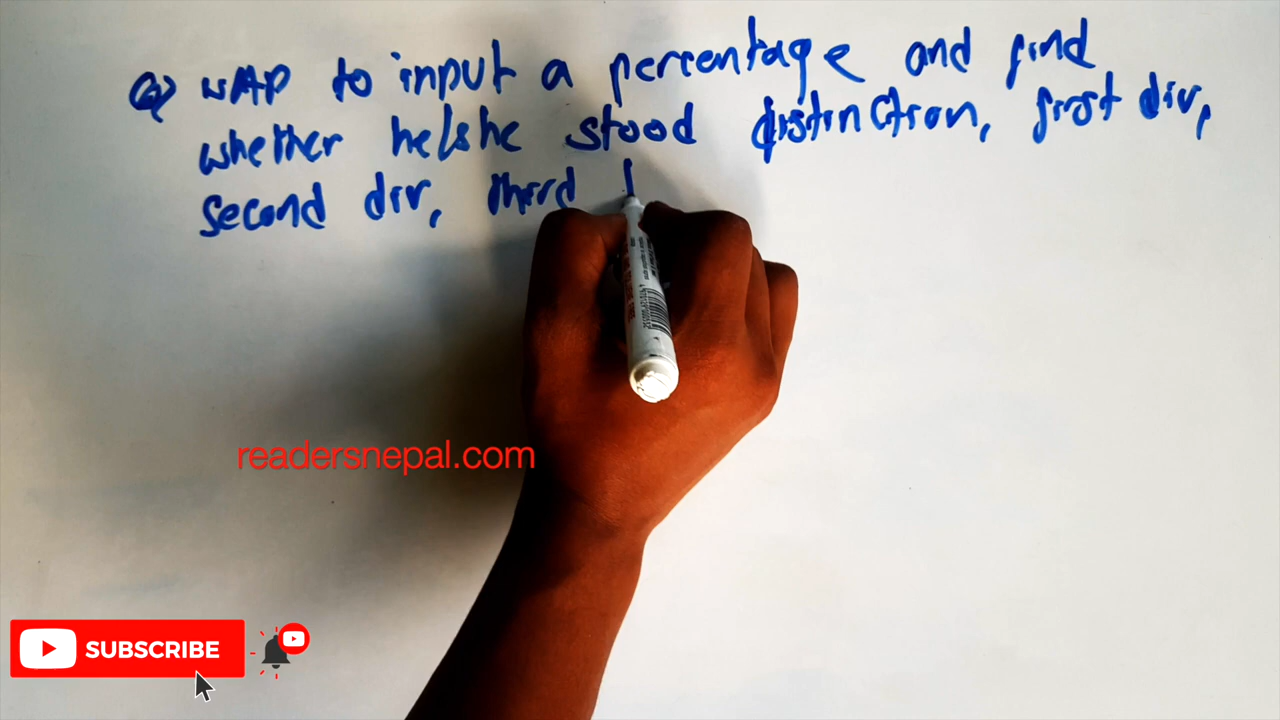 Q) WAP to input a percentage and find
whether he/she stood distinction, first div,
second div, third
readersnepal.com
SUBSCRIBE